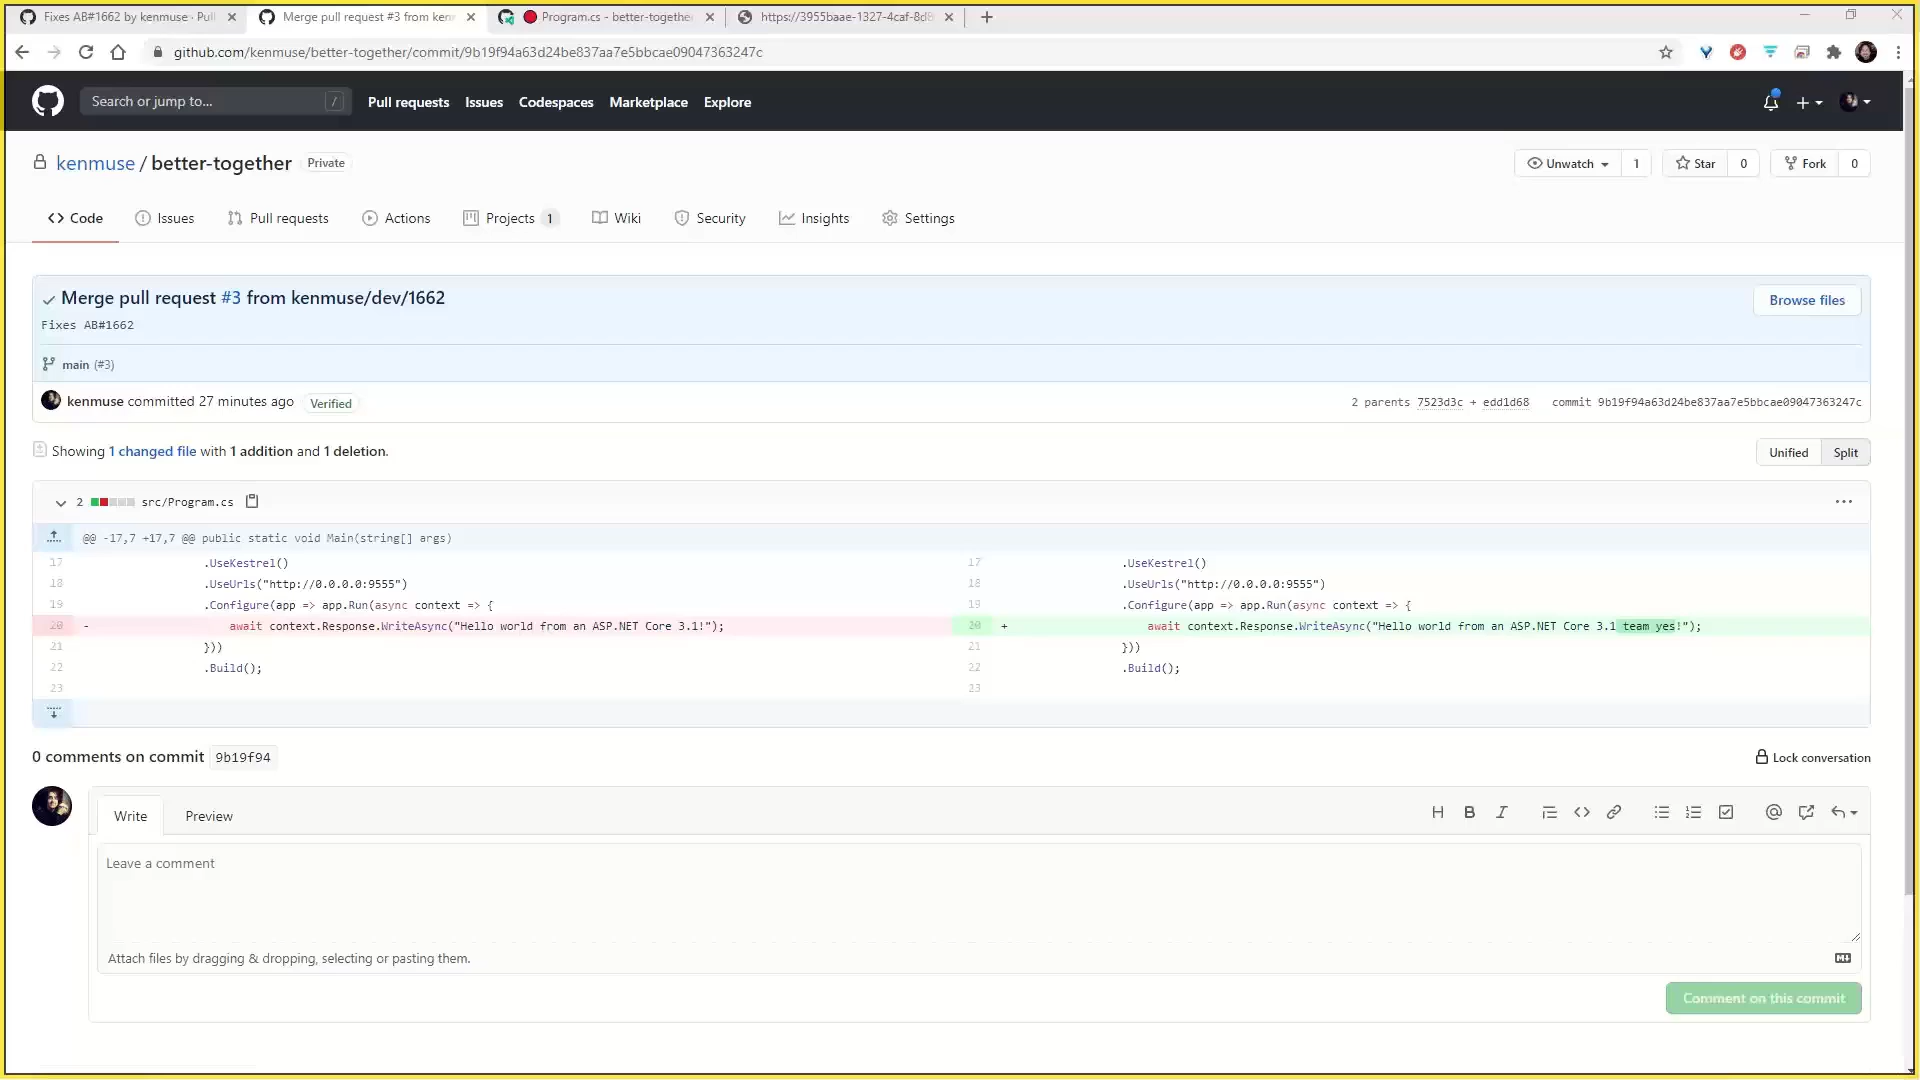 Fixes AB#1662 by kenmuse · Pull
Merge pull request #3 from kenm
Program.cs - better-together
https://3955baae-1327-4caf-8d8
github.com/kenmuse/better-together/commit/9b19f94a63d24be837aa7e5bbcae09047363247c
Search or jump to... /
Pull requests Issues Codespaces Marketplace Explore
kenmuse / better-together Private
Unwatch 1 Star 0 Fork 0
Code Issues Pull requests Actions Projects 1 Wiki Security Insights Settings
Merge pull request #3 from kenmuse/dev/1662
Browse files
Fixes AB#1662
main (#3)
kenmuse committed 27 minutes ago Verified
2 parents 7523d3c + edd1d68 commit 9b19f94a63d24be837aa7e5bbcae09047363247c
Showing 1 changed file with 1 addition and 1 deletion.
Unified Split
2 src/Program.cs
@@ -17,7 +17,7 @@ public static void Main(string[] args)
17 .UseKestrel() 17 .UseKestrel()
18 .UseUrls("http://0.0.0.0:9555") 18 .UseUrls("http://0.0.0.0:9555")
19 .Configure(app => app.Run(async context => { 19 .Configure(app => app.Run(async context => {
20 - await context.Response.WriteAsync("Hello world from an ASP.NET Core 3.1!"); 20 + await context.Response.WriteAsync("Hello world from an ASP.NET Core 3.1 team yes!");
21 })) 21 }))
22 .Build(); 22 .Build();
23 23
0 comments on commit 9b19f94
Lock conversation
Write Preview
H B I
Leave a comment
Attach files by dragging & dropping, selecting or pasting them.
Comment on this commit